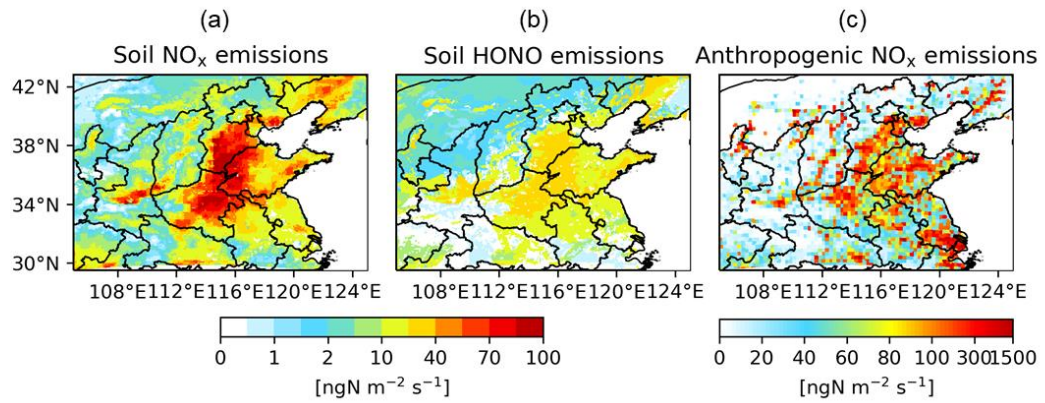 (a) (b) (c)
Soil NOx emissions Soil HONO emissions Anthropogenic NOx emissions
42°N
38°N
34°N
30°N
108°E112°E116°E120°E124°E 108°E112°E116°E120°E124°E 108°E112°E116°E120°E124°E
0 1 2 10 40 70 100 0 20 40 60 80 100 300 1500
[ngN m⁻² s⁻¹] [ngN m⁻² s⁻¹]